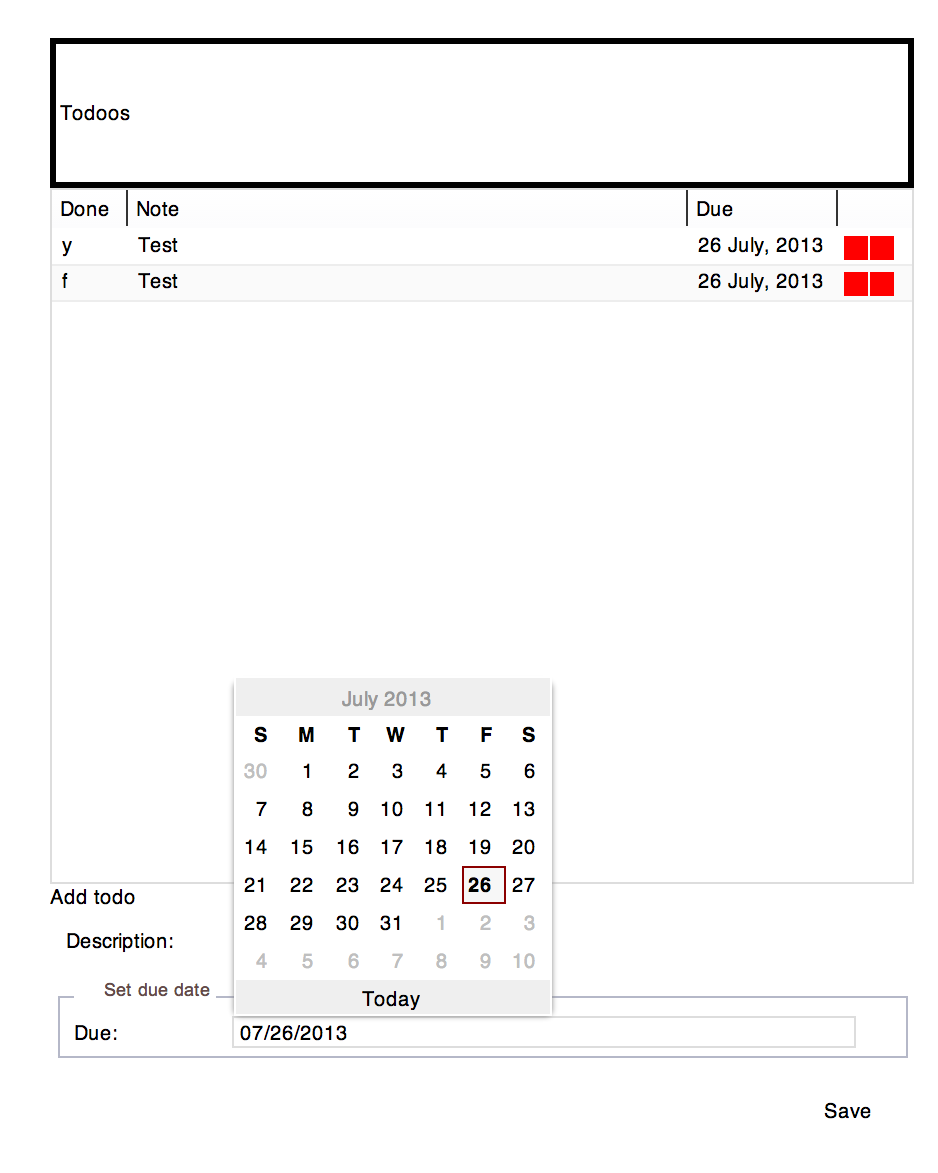 Todoos
Done Note Due
y Test 26 July, 2013
f Test 26 July, 2013
July 2013
S M T W T F S
30 1 2 3 4 5 6
7 8 9 10 11 12 13
14 15 16 17 18 19 20
21 22 23 24 25 26 27
28 29 30 31 1 2 3
4 5 6 7 8 9 10
Today
Add todo
Description:
Set due date
Due: 07/26/2013
Save